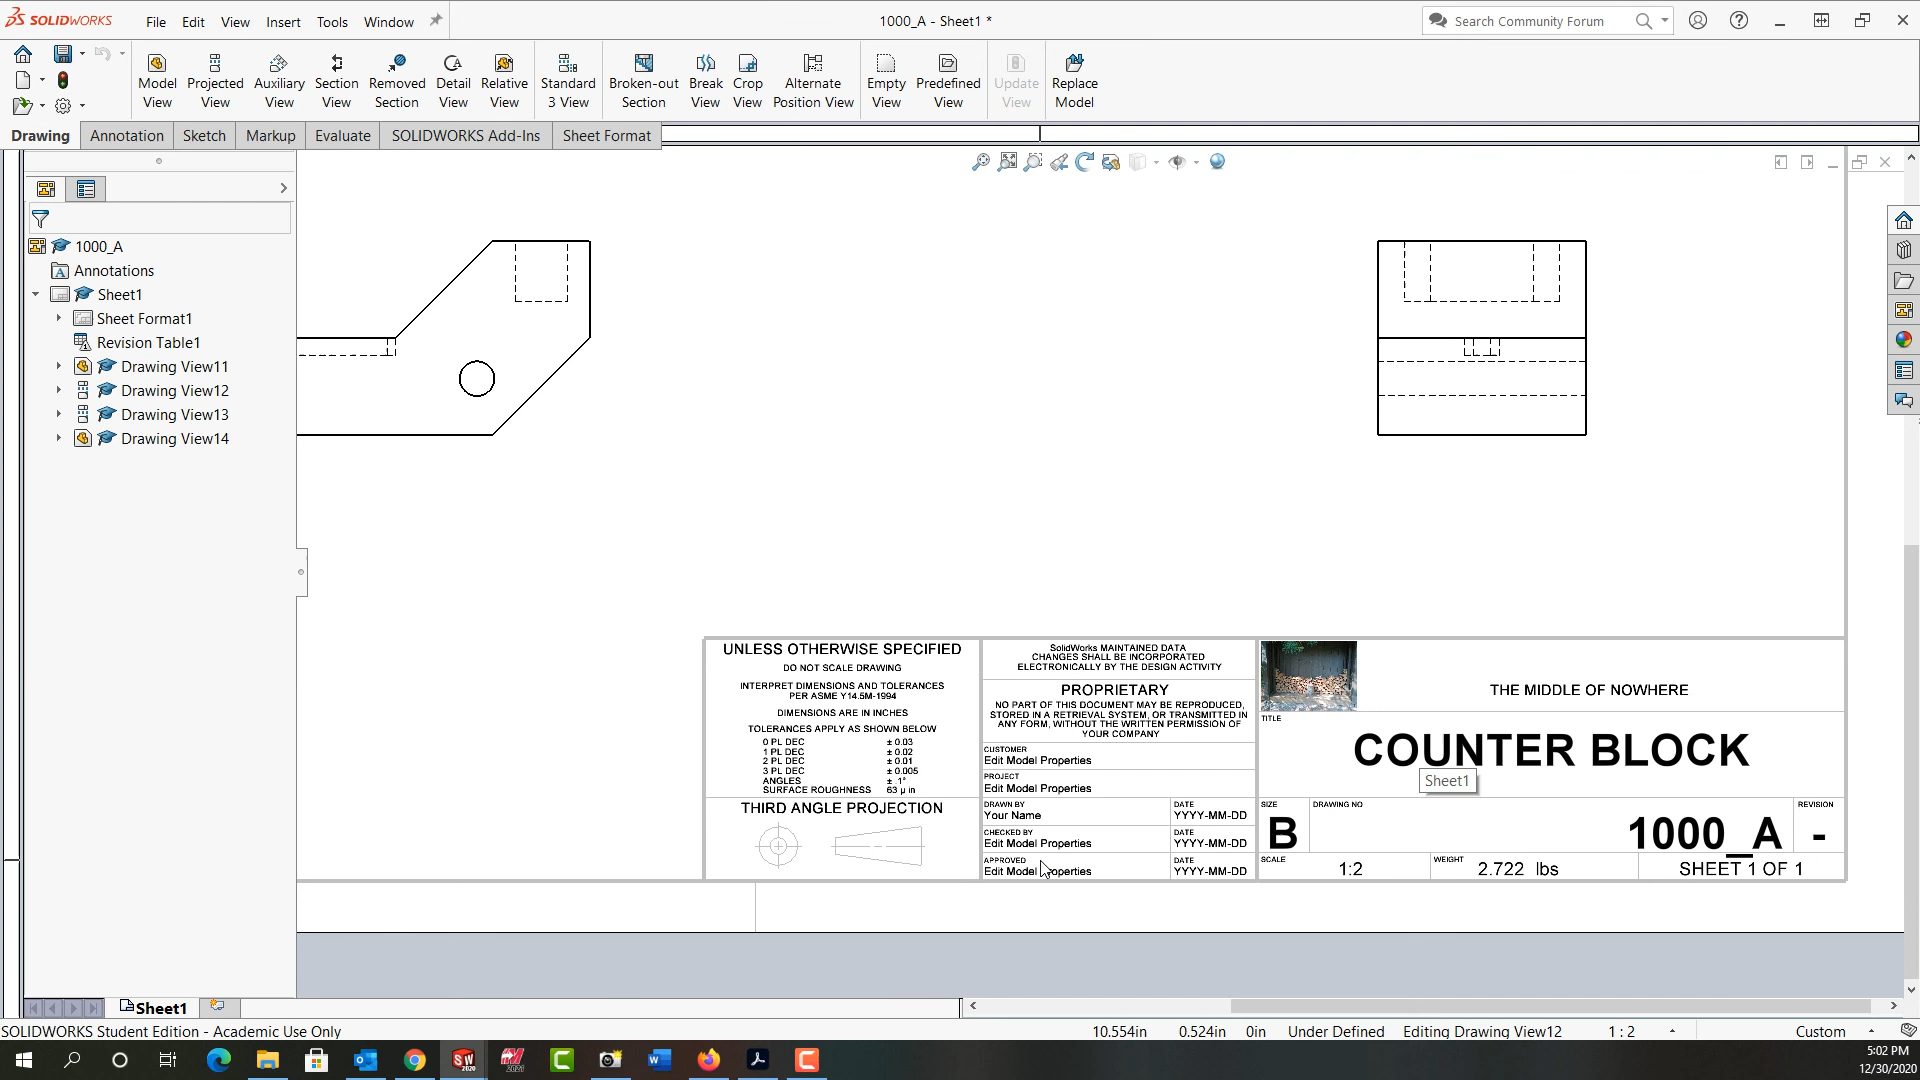 SOLIDWORKS
File Edit View Insert Tools Window
1000_A - Sheet1 *
Search Community Forum
Model View
Projected View
Auxiliary View
Section View
Removed Section
Detail View
Relative View
Standard 3 View
Broken-out Section
Break View
Crop View
Alternate Position View
Empty View
Predefined View
Update View
Replace Model
Drawing Annotation Sketch Markup Evaluate SOLIDWORKS Add-Ins Sheet Format
1000_A
Annotations
Sheet1
Sheet Format1
Revision Table1
Drawing View11
Drawing View12
Drawing View13
Drawing View14
UNLESS OTHERWISE SPECIFIED
DO NOT SCALE DRAWING
INTERPRET DIMENSIONS AND TOLERANCES
PER ASME Y14.5M-1994
DIMENSIONS ARE IN INCHES
TOLERANCES APPLY AS SHOWN BELOW
0 PL DEC ± 0.03
1 PL DEC ± 0.02
2 PL DEC ± 0.01
3 PL DEC ± 0.005
ANGLES ± .1°
SURFACE ROUGHNESS 63 µ in
THIRD ANGLE PROJECTION
SolidWorks MAINTAINED DATA
CHANGES SHALL BE INCORPORATED
ELECTRONICALLY BY THE DESIGN ACTIVITY
PROPRIETARY
NO PART OF THIS DOCUMENT MAY BE REPRODUCED,
STORED IN A RETRIEVAL SYSTEM, OR TRANSMITTED IN
ANY FORM, WITHOUT THE WRITTEN PERMISSION OF
YOUR COMPANY
CUSTOMER
Edit Model Properties
PROJECT
Edit Model Properties
DRAWN BY DATE
Your Name YYYY-MM-DD
CHECKED BY DATE
Edit Model Properties YYYY-MM-DD
APPROVED DATE
Edit Model Properties YYYY-MM-DD
THE MIDDLE OF NOWHERE
TITLE
COUNTER BLOCK
Sheet1
SIZE DRAWING NO REVISION
B 1000_A -
SCALE 1:2 WEIGHT 2.722 lbs SHEET 1 OF 1
Sheet1
SOLIDWORKS Student Edition - Academic Use Only 10.554in 0.524in 0in Under Defined Editing Drawing View12 1 : 2 Custom
5:02 PM
12/30/2020